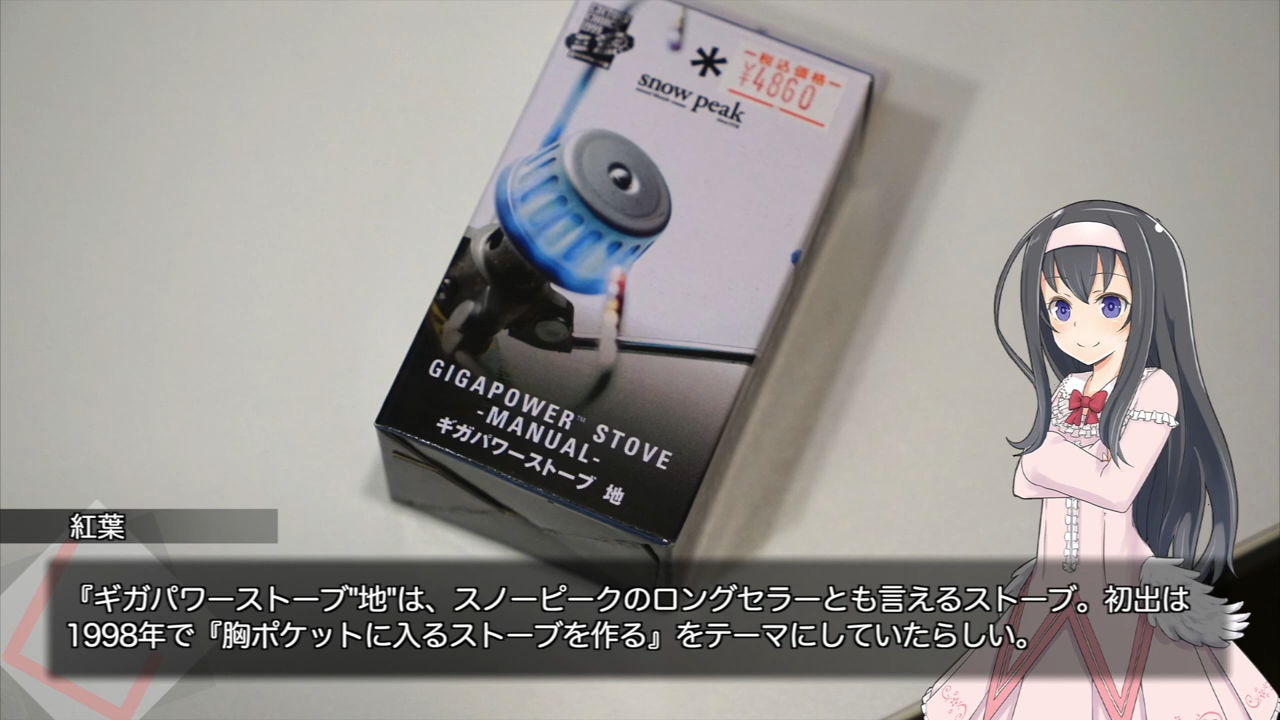 snow peak
税込価格
¥4860
GIGAPOWER™ STOVE
-MANUAL-
ギガパワーストーブ 地
紅葉
『ギガパワーストーブ"地"は、スノーピークのロングセラーとも言えるストーブ。初出は
1998年で『胸ポケットに入るストーブを作る』をテーマにしていたらしい。